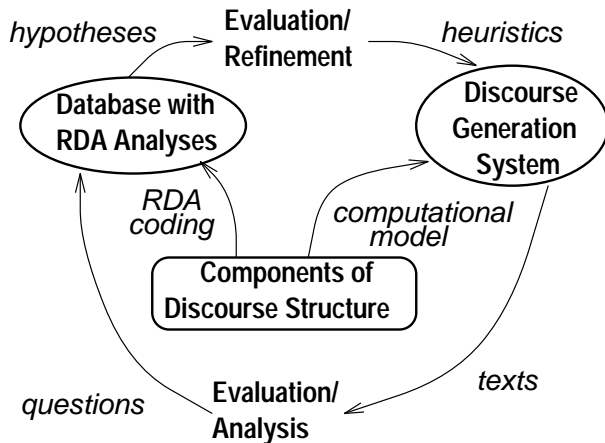 hypotheses
Evaluation/
Refinement
heuristics
Database with
RDA Analyses
Discourse
Generation
System
RDA
coding
computational
model
Components of
Discourse Structure
questions
Evaluation/
Analysis
texts